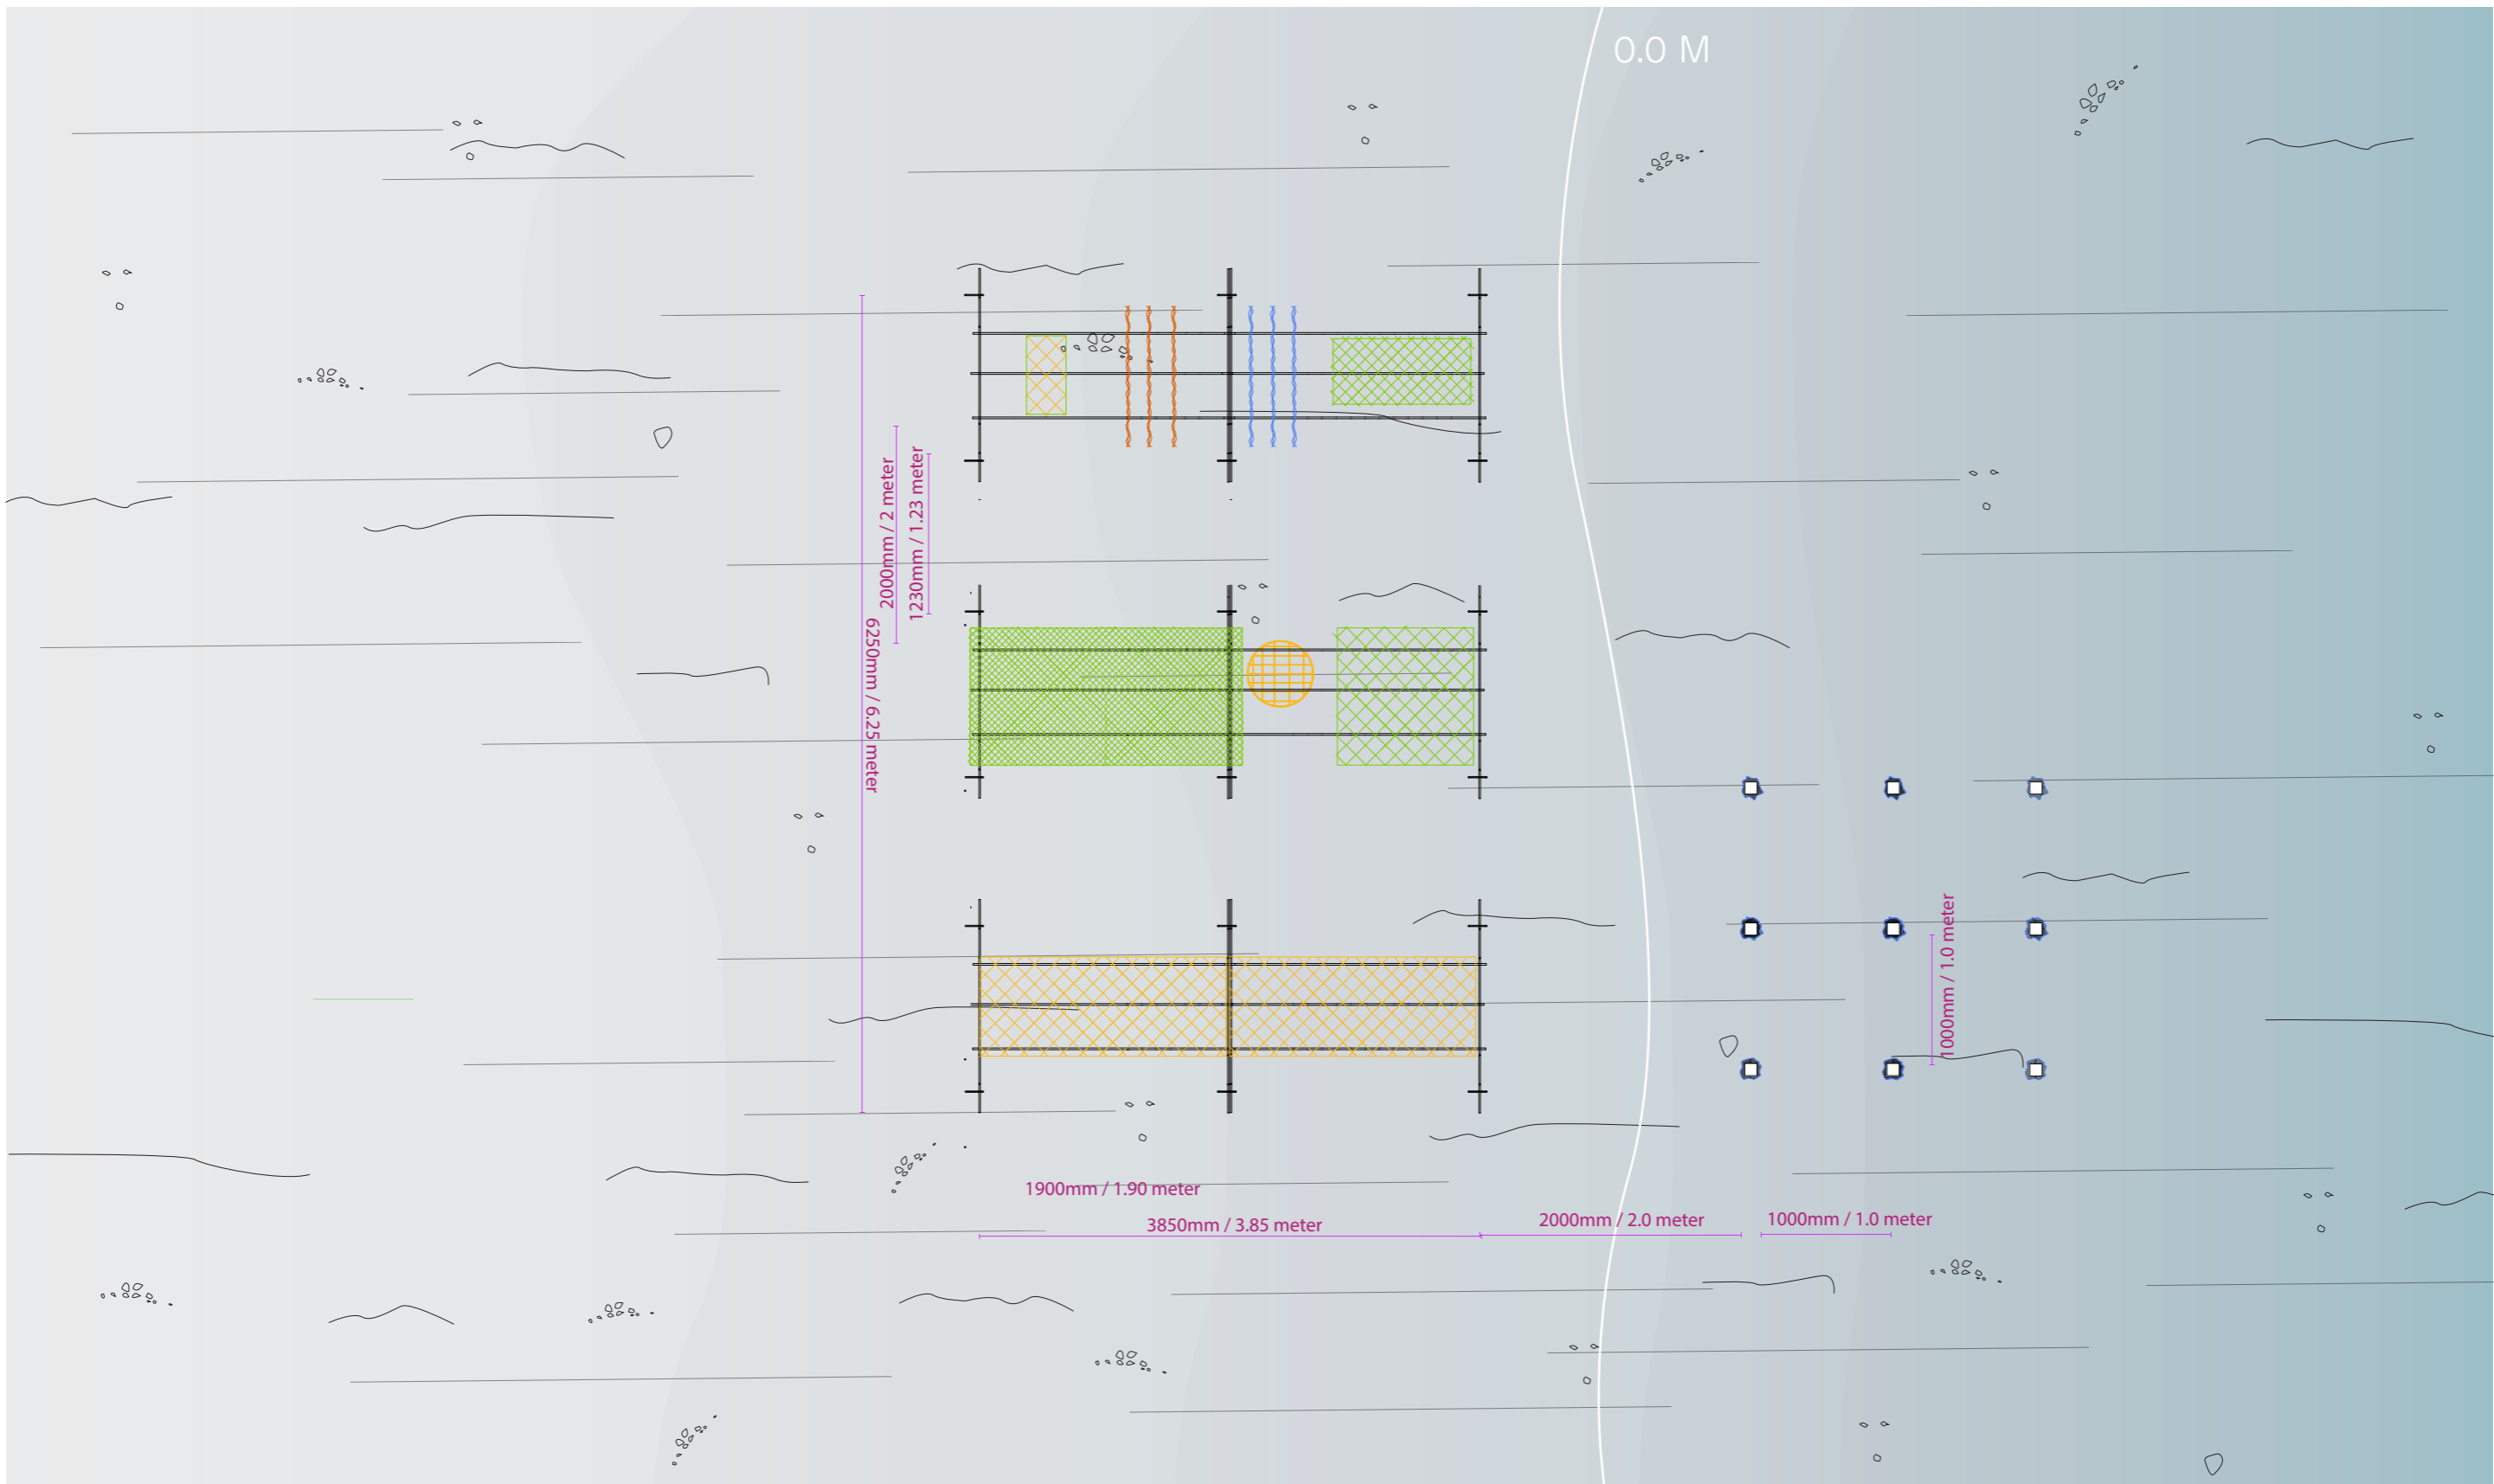 0.0 M
2000mm / 2 meter
1230mm / 1.23 meter
6250mm / 6.25 meter
1000mm / 1.0 meter
1900mm / 1.90 meter
3850mm / 3.85 meter
2000mm / 2.0 meter
1000mm / 1.0 meter